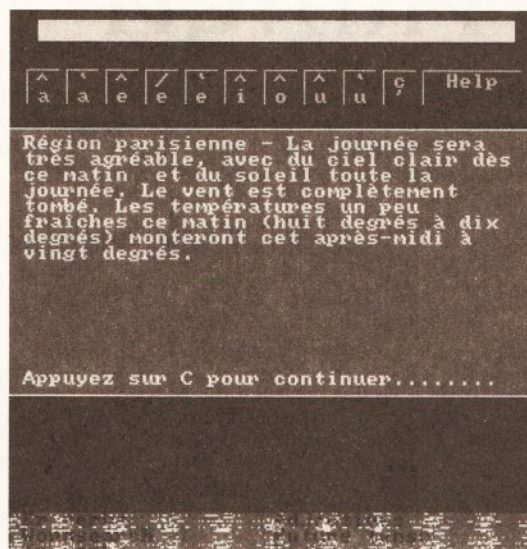 â à ê é è î ô û ù ç Help
Région parisienne - La journée sera
très agréable, avec du ciel clair dès
ce matin et du soleil toute la
journée. Le vent est complètement
tombé. Les températures un peu
fraîches ce matin (huit degrés à dix
degrés) monteront cet après-midi à
vingt degrés.
Appuyez sur C pour continuer........